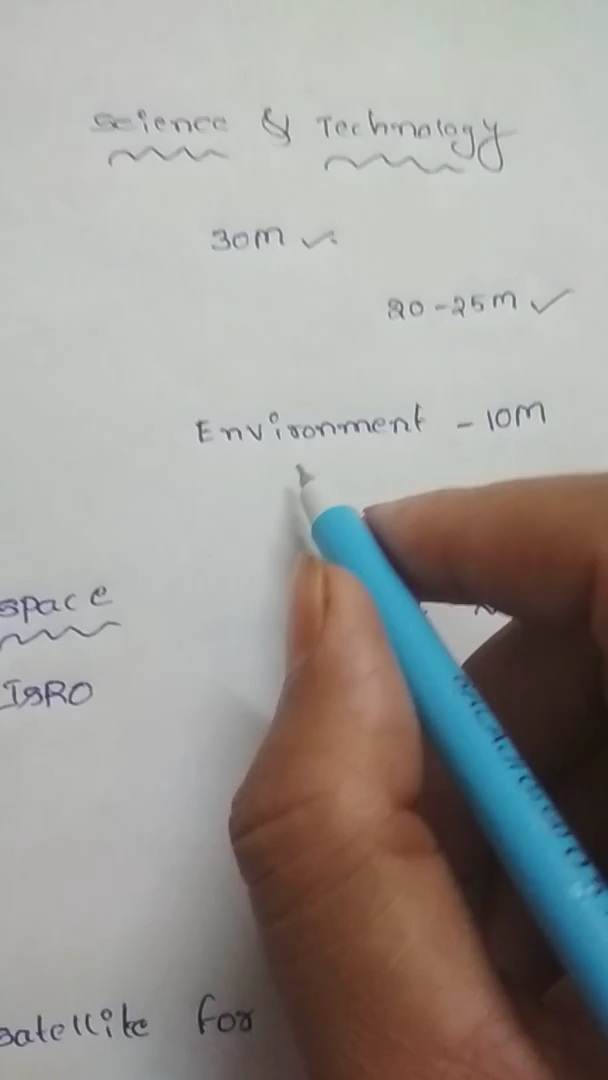 Science & Technology
30M ✓
20-25M ✓
Environment - 10M
space
ISRO
satellite for